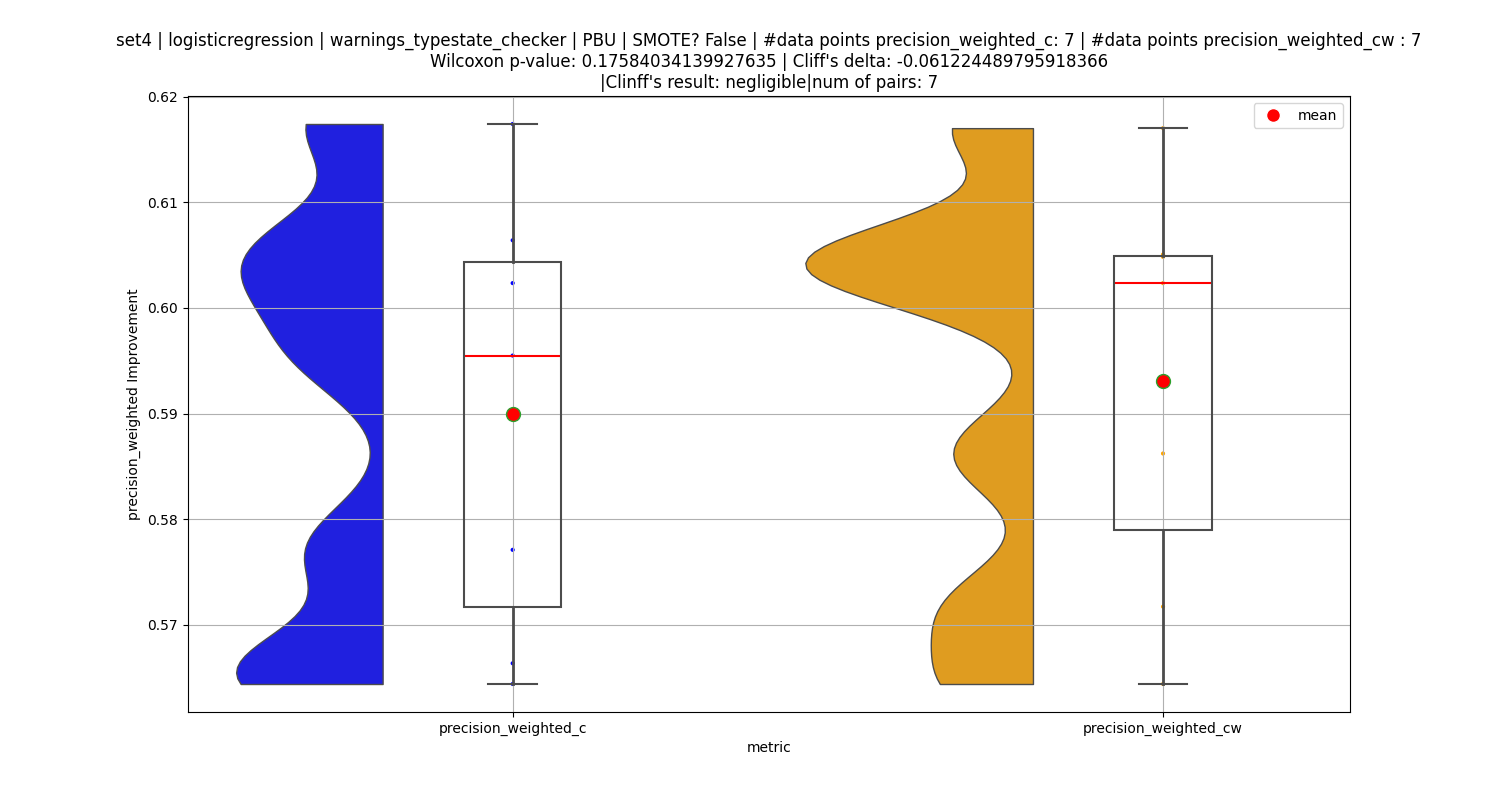 set4 | logisticregression | warnings_typestate_checker | PBU | SMOTE? False | #data points precision_weighted_c: 7 | #data points precision_weighted_cw : 7
Wilcoxon p-value: 0.17584034139927635 | Cliff's delta: -0.061224489795918366
|Clinff's result: negligible|num of pairs: 7
mean
0.62
0.61
0.60
0.59
0.58
0.57
precision_weighted Improvement
precision_weighted_c
precision_weighted_cw
metric